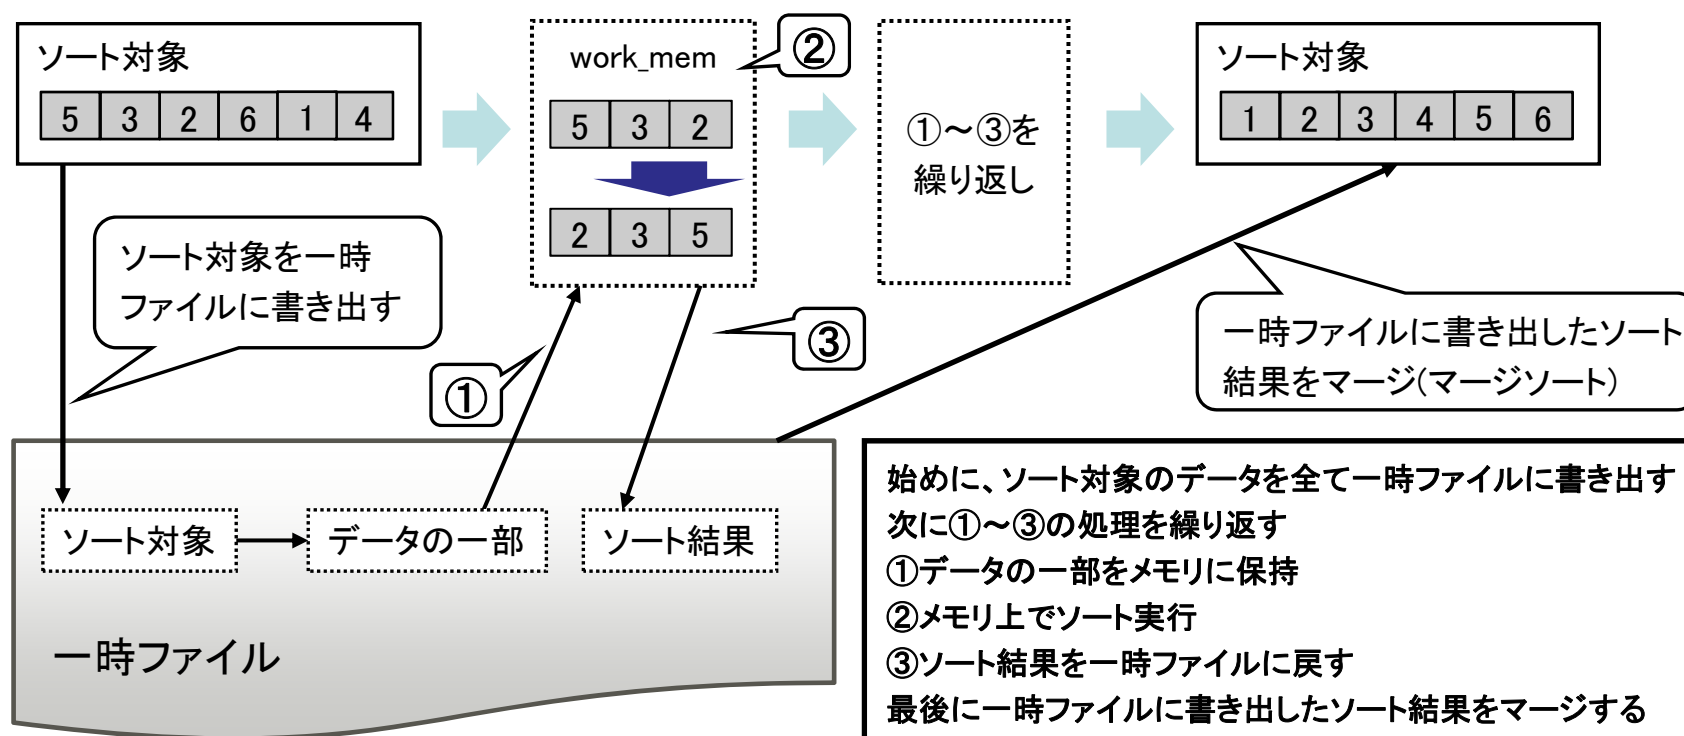 ソート対象
5 3 2 6 1 4
work_mem
5 3 2
2 3 5
②
①～③を
繰り返し
ソート対象
1 2 3 4 5 6
ソート対象を一時
ファイルに書き出す
①
③
一時ファイルに書き出したソート
結果をマージ(マージソート)
ソート対象
データの一部
ソート結果
一時ファイル
始めに、ソート対象のデータを全て一時ファイルに書き出す
次に①～③の処理を繰り返す
①データの一部をメモリに保持
②メモリ上でソート実行
③ソート結果を一時ファイルに戻す
最後に一時ファイルに書き出したソート結果をマージする